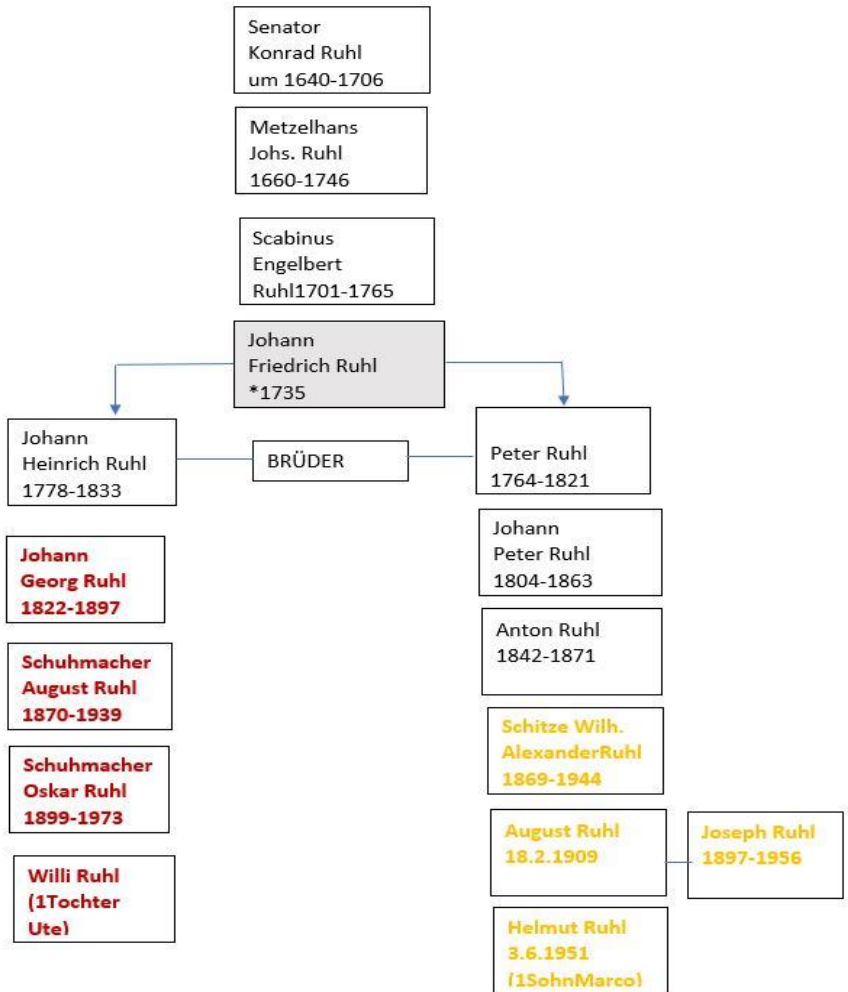 Senator
Konrad Ruhl
um 1640-1706
Metzelhans
Johs. Ruhl
1660-1746
Scabinus
Engelbert
Ruhl1701-1765
Johann
Friedrich Ruhl
*1735
Johann
Heinrich Ruhl
1778-1833
BRÜDER
Peter Ruhl
1764-1821
Johann
Georg Ruhl
1822-1897
Schuhmacher
August Ruhl
1870-1939
Schuhmacher
Oskar Ruhl
1899-1973
Willi Ruhl
(1Tochter
Ute)
Johann
Peter Ruhl
1804-1863
Anton Ruhl
1842-1871
Schitze Wilh.
AlexanderRuhl
1869-1944
August Ruhl
18.2.1909
Joseph Ruhl
1897-1956
Helmut Ruhl
3.6.1951
(1SohnMarco)